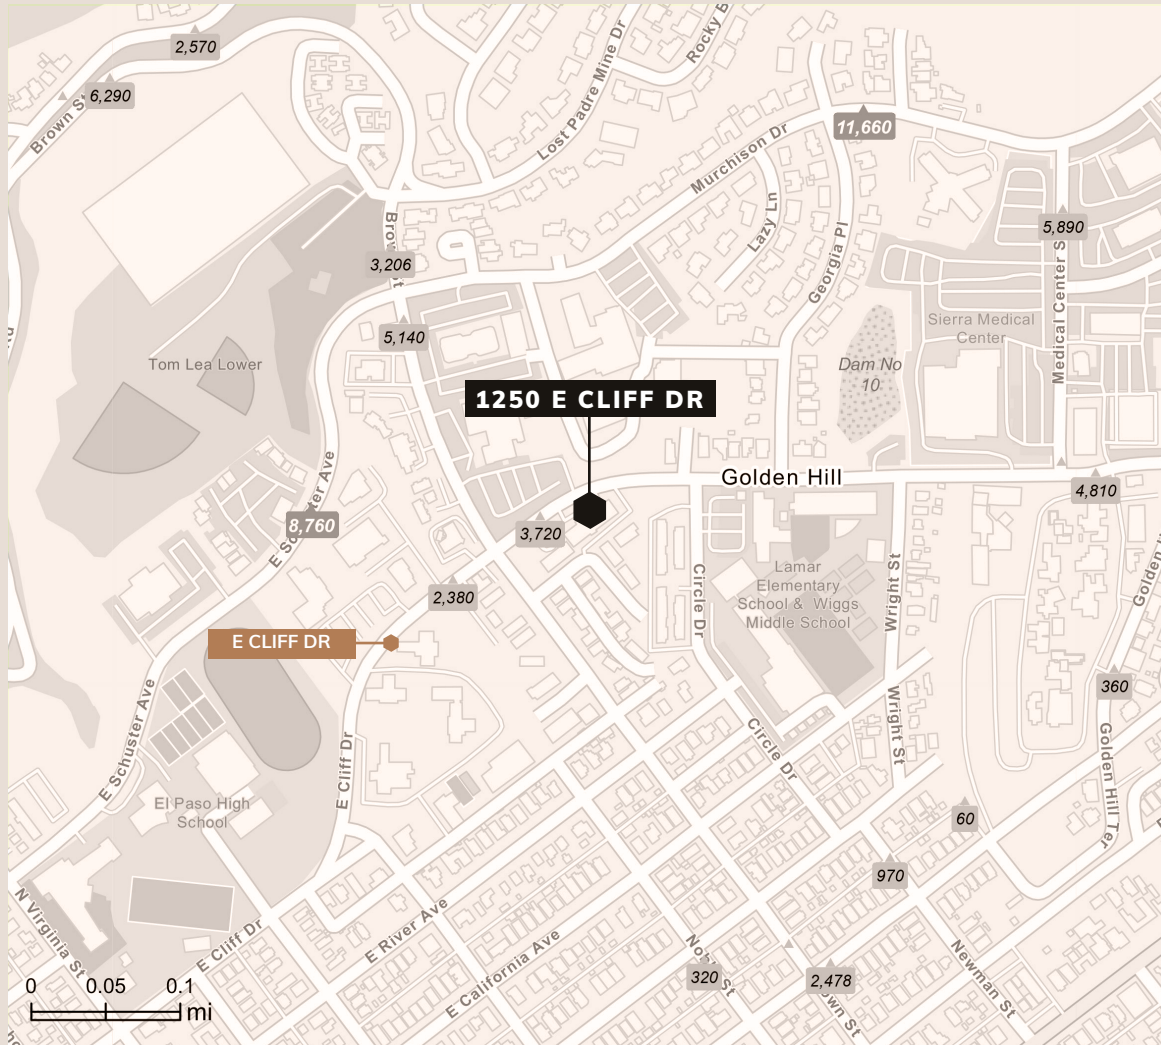 2,570
6,290
Brown S
Lost Padre Mine Dr
Rocky B
11,660
Murchison Dr
Lazy Ln
Georgia Pl
5,890
Medical Center S
3,206
5,140
Sierra Medical
Center
Dam No
10
Tom Lea Lower
1250 E CLIFF DR
Golden Hill
4,810
8,760
3,720
2,380
E CLIFF DR
Lamar
Elementary
School & Wiggs
Middle School
Circle Dr
Wright St
360
Wright St
Circle Dr
Golden Hill Ter
E Schuster Ave
E Cliff Dr
El Paso High
School
60
970
N Virginia St
E Cliff Dr
E River Ave
E California Ave
320
2,478
Newman St
0 0.05 0.1
mi